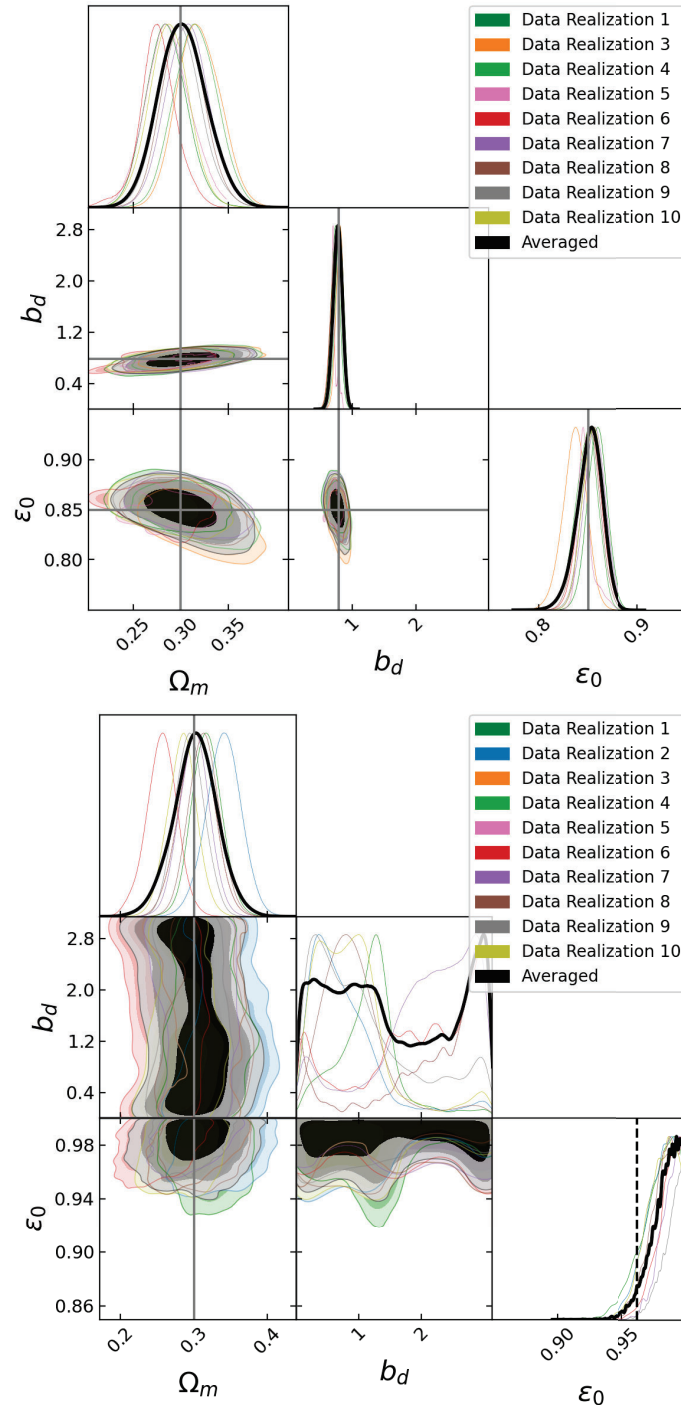 Data Realization 1
Data Realization 3
Data Realization 4
Data Realization 5
Data Realization 6
Data Realization 7
Data Realization 8
Data Realization 9
Data Realization 10
Averaged
2.8
2.0
1.2
0.4
b_d
0.90
0.85
0.80
ε₀
0.25 0.30 0.35
1 2
0.8 0.9
Ωₘ b_d ε₀
Data Realization 1
Data Realization 2
Data Realization 3
Data Realization 4
Data Realization 5
Data Realization 6
Data Realization 7
Data Realization 8
Data Realization 9
Data Realization 10
Averaged
2.8
2.0
1.2
0.4
b_d
0.98
0.94
0.90
0.86
ε₀
0.2 0.3 0.4
1 2
0.90 0.95
Ωₘ b_d ε₀